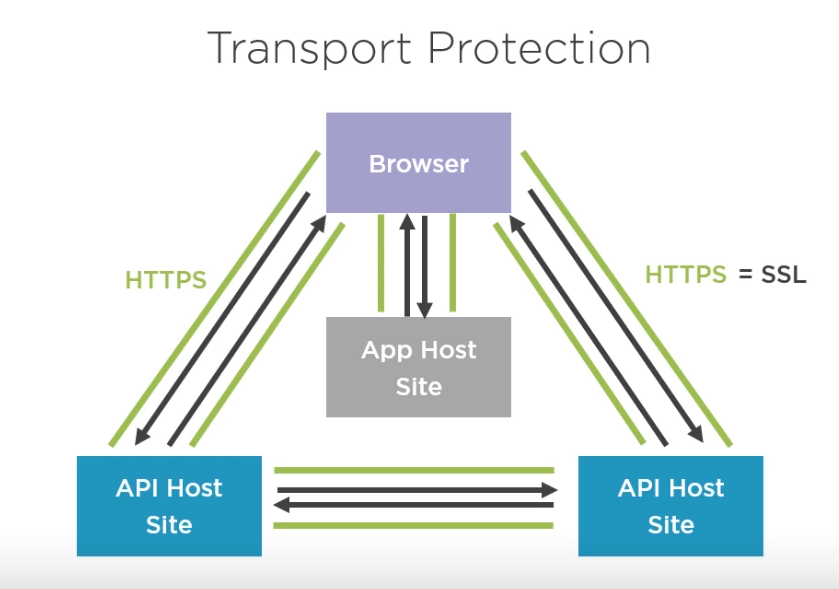 Transport Protection
Browser
HTTPS
HTTPS = SSL
App Host
Site
API Host
Site
API Host
Site